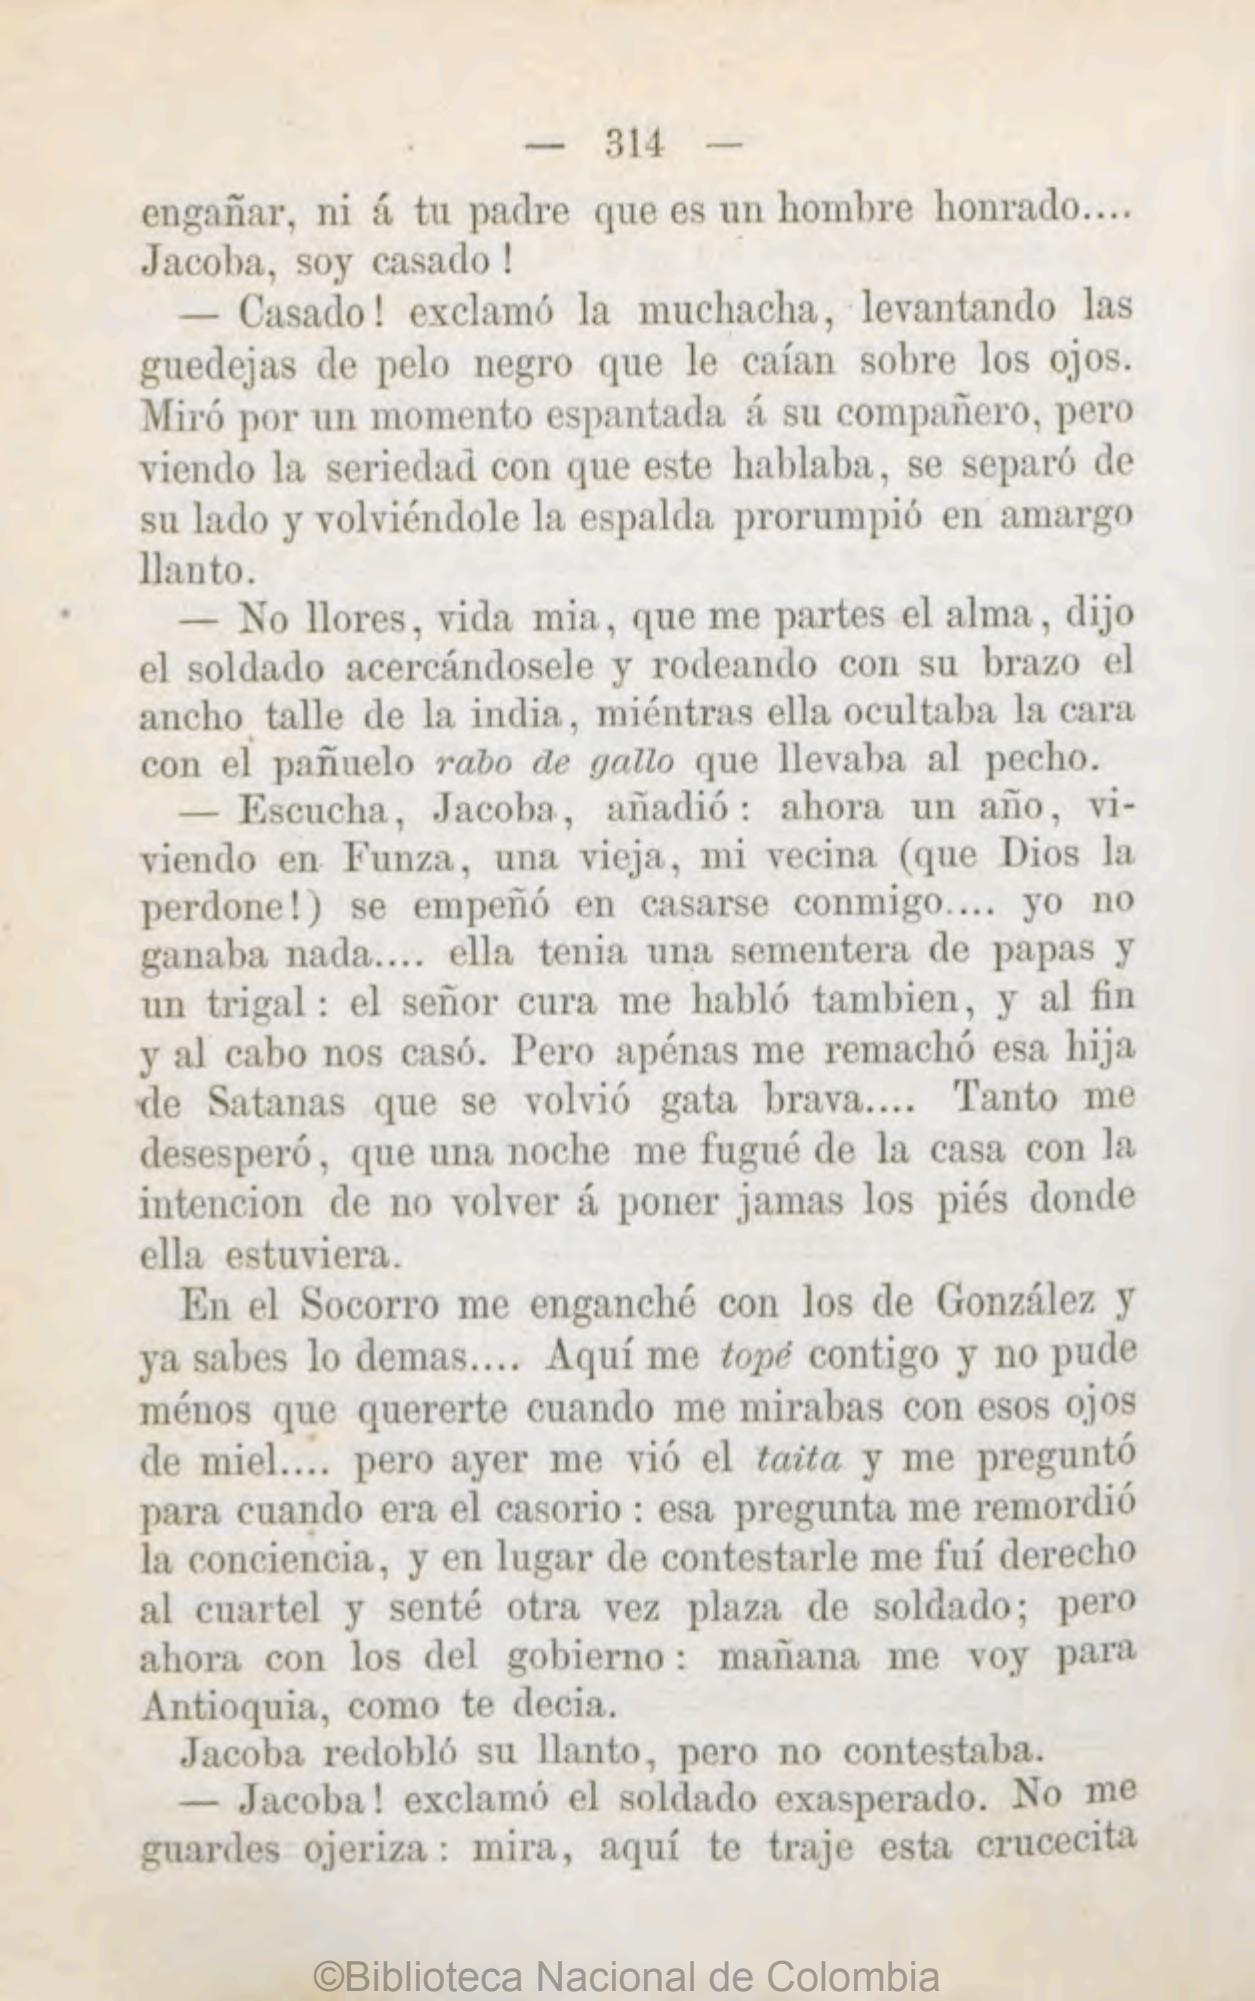 — 314 —
engañar, ni á tu padre que es un hombre honrado....
Jacoba, soy casado !
— Casado! exclamó la muchacha, levantando las
guedejas de pelo negro que le caían sobre los ojos.
Miró por un momento espantada á su compañero, pero
viendo la seriedad con que este hablaba, se separó de
su lado y volviéndole la espalda prorumpió en amargo
llanto.
— No llores, vida mia, que me partes el alma, dijo
el soldado acercándosele y rodeando con su brazo el
ancho talle de la india, miéntras ella ocultaba la cara
con el pañuelo rabo de gallo que llevaba al pecho.
— Escucha, Jacoba, añadió : ahora un año, vi-
viendo en Funza, una vieja, mi vecina (que Dios la
perdone!) se empeñó en casarse conmigo.... yo no
ganaba nada.... ella tenia una sementera de papas y
un trigal : el señor cura me habló tambien, y al fin
y al cabo nos casó. Pero apénas me remachó esa hija
de Satanas que se volvió gata brava.... Tanto me
desesperó, que una noche me fugué de la casa con la
intencion de no volver á poner jamas los piés donde
ella estuviera.
En el Socorro me enganché con los de González y
ya sabes lo demas.... Aquí me topé contigo y no pude
ménos que quererte cuando me mirabas con esos ojos
de miel.... pero ayer me vió el taita y me preguntó
para cuando era el casorio : esa pregunta me remordió
la conciencia, y en lugar de contestarle me fuí derecho
al cuartel y senté otra vez plaza de soldado; pero
ahora con los del gobierno : mañana me voy para
Antioquia, como te decia.
Jacoba redobló su llanto, pero no contestaba.
— Jacoba! exclamó el soldado exasperado. No me
guardes ojeriza : mira, aquí te traje esta crucecita
©Biblioteca Nacional de Colombia